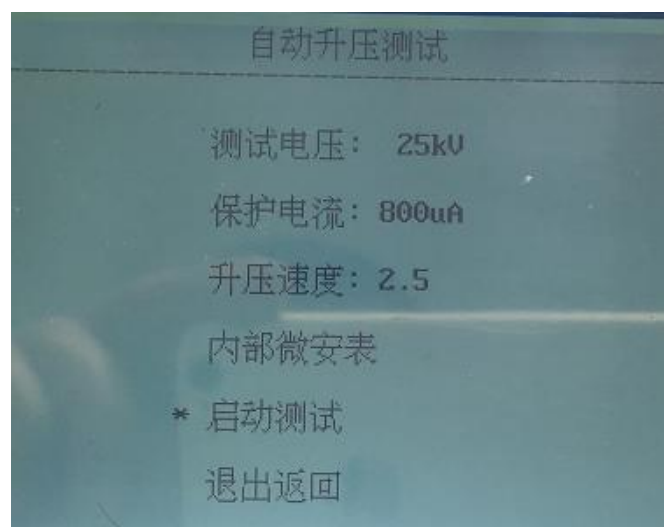 自动升压测试
测试电压: 25kV
保护电流: 800uA
升压速度: 2.5
内部微安表
* 启动测试
退出返回